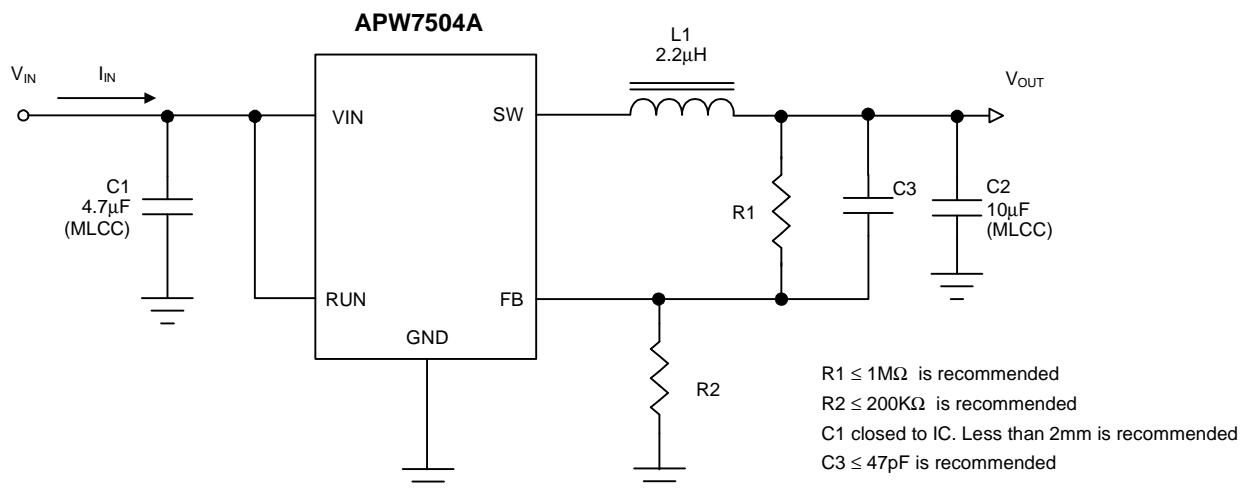 APW7504A
L1
2.2μH
VIN
IIN
VOUT
VIN
SW
C1
4.7μF
(MLCC)
R1
C3
C2
10μF
(MLCC)
RUN
FB
GND
R2
R1 ≤ 1MΩ is recommended
R2 ≤ 200KΩ is recommended
C1 closed to IC. Less than 2mm is recommended
C3 ≤ 47pF is recommended